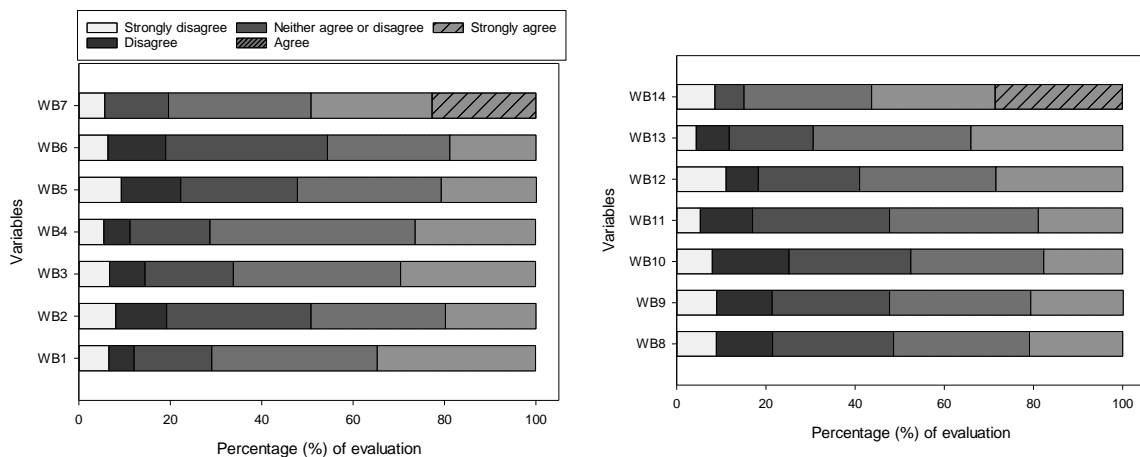 Strongly disagree Neither agree or disagree Strongly agree
Disagree Agree
WB7
WB6
WB5
WB4
WB3
WB2
WB1
Variables
0 20 40 60 80 100
Percentage (%) of evaluation
WB14
WB13
WB12
WB11
WB10
WB9
WB8
Variables
0 20 40 60 80 100
Percentage (%) of evaluation